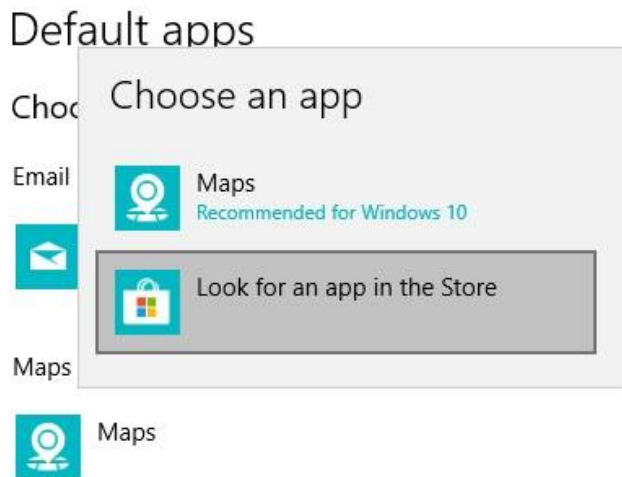 Default apps
Choose an app
Choo
Email
Maps
Recommended for Windows 10
Look for an app in the Store
Maps
Maps